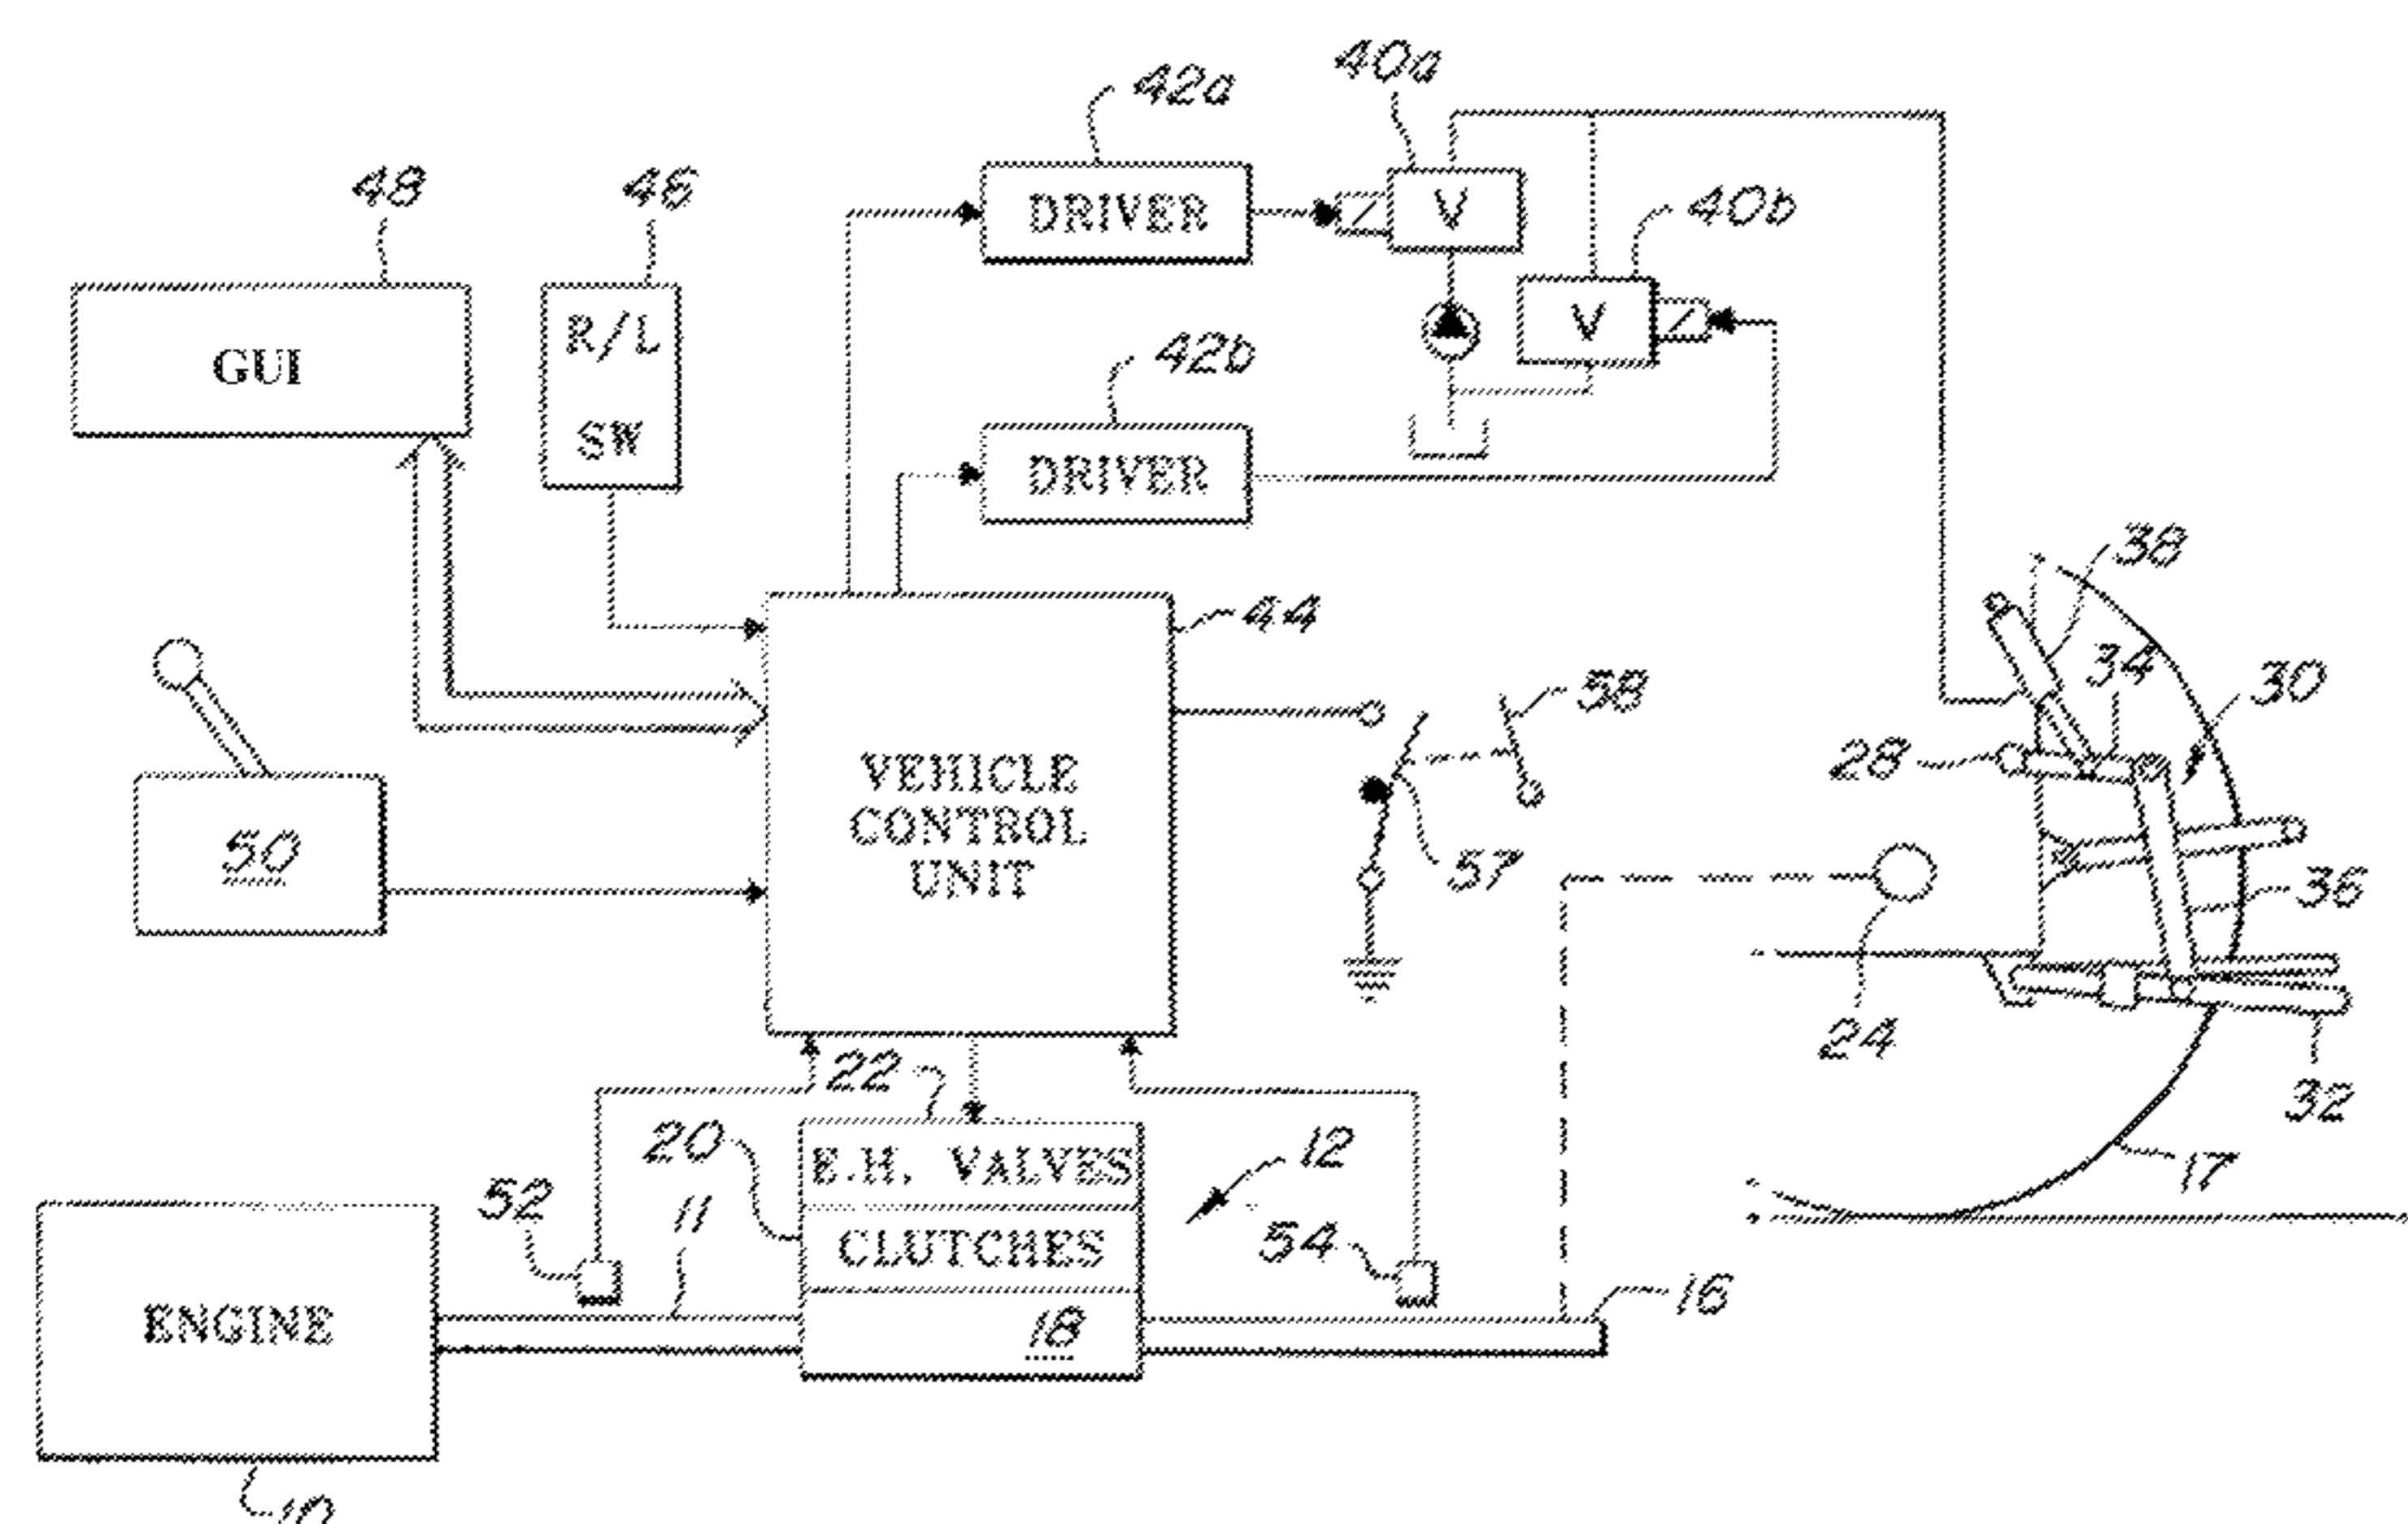 40a
42a
48
46
DRIVER
V
40b
GUI
R/L
SW
V
42b
DRIVER
38
44
34
30
58
28
VEHICLE
CONTROL
UNIT
50
57
36
24
22
32
20
E.H. VALVES
12
17
52
11
CLUTCHES
54
16
ENGINE
18
10